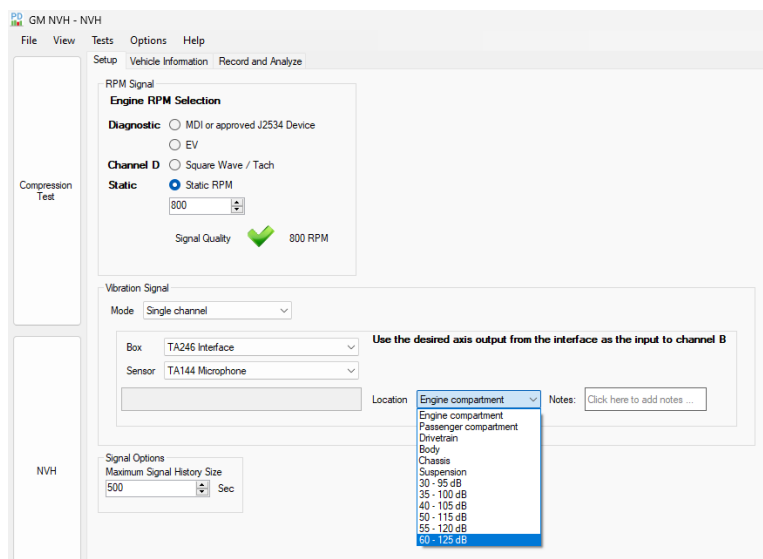 PD GM NVH - NVH
File View Tests Options Help
Setup Vehicle Information Record and Analyze
RPM Signal
Engine RPM Selection
Diagnostic MDI or approved J2534 Device
EV
Channel D Square Wave / Tach
Static Static RPM
800
Signal Quality 800 RPM
Compression
Test
Vibration Signal
Mode Single channel
Box TA246 Interface
Use the desired axis output from the interface as the input to channel B
Sensor TA144 Microphone
Location Engine compartment Notes: Click here to add notes ...
Engine compartment
Passenger compartment
Drivetrain
Body
Chassis
Suspension
30 - 95 dB
35 - 100 dB
40 - 105 dB
50 - 115 dB
55 - 120 dB
60 - 125 dB
NVH
Signal Options
Maximum Signal History Size
500 Sec